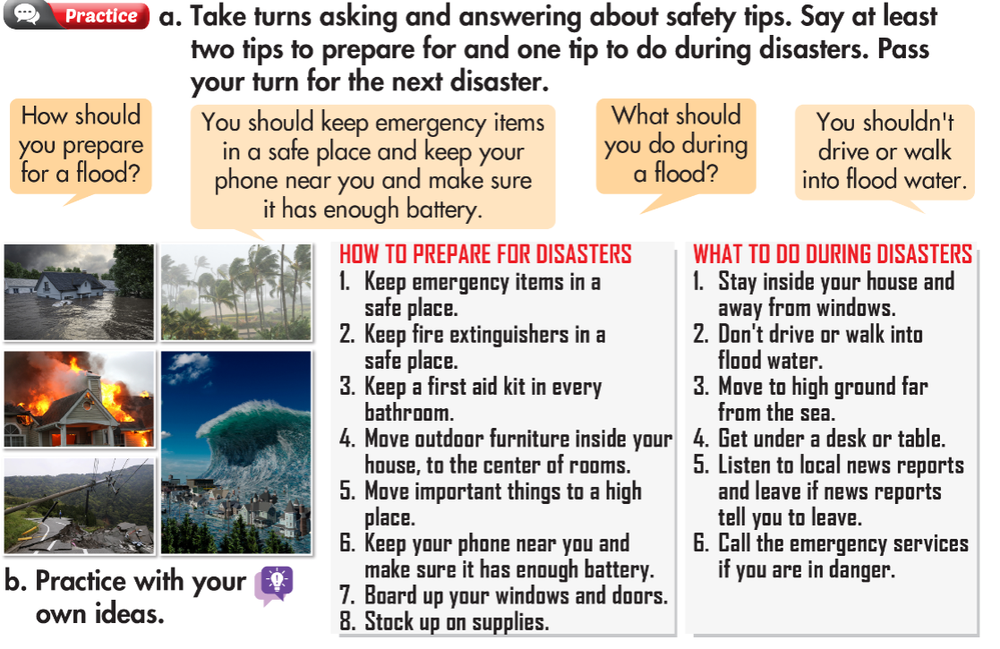 Practice
a. Take turns asking and answering about safety tips. Say at least
two tips to prepare for and one tip to do during disasters. Pass
your turn for the next disaster.
How should
you prepare
for a flood?
You should keep emergency items
in a safe place and keep your
phone near you and make sure
it has enough battery.
What should
you do during
a flood?
You shouldn't
drive or walk
into flood water.
HOW TO PREPARE FOR DISASTERS
1. Keep emergency items in a
safe place.
2. Keep fire extinguishers in a
safe place.
3. Keep a first aid kit in every
bathroom.
4. Move outdoor furniture inside your
house, to the center of rooms.
5. Move important things to a high
place.
6. Keep your phone near you and
make sure it has enough battery.
7. Board up your windows and doors.
8. Stock up on supplies.
WHAT TO DO DURING DISASTERS
1. Stay inside your house and
away from windows.
2. Don't drive or walk into
flood water.
3. Move to high ground far
from the sea.
4. Get under a desk or table.
5. Listen to local news reports
and leave if news reports
tell you to leave.
6. Call the emergency services
if you are in danger.
b. Practice with your
own ideas.